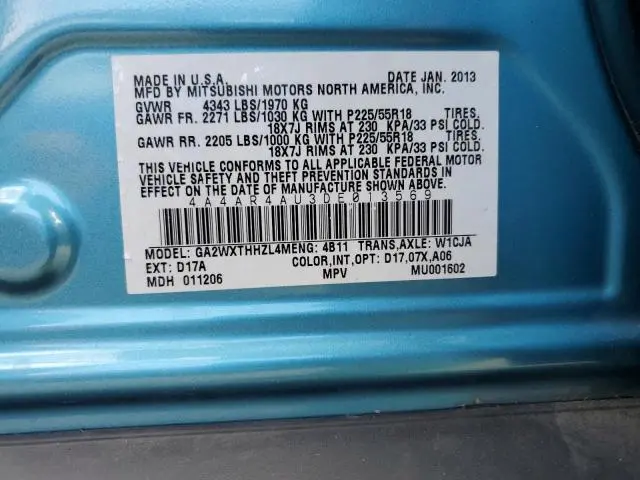 MADE IN U.S.A. DATE JAN. 2013
MFD BY MITSUBISHI MOTORS NORTH AMERICA, INC.
GVWR 4343 LBS/1970 KG
GAWR FR. 2271 LBS/1030 KG WITH P225/55R18 TIRES,
18X7J RIMS AT 230 KPA/33 PSI COLD.
GAWR RR. 2205 LBS/1000 KG WITH P225/55R18 TIRES,
18X7J RIMS AT 230 KPA/33 PSI COLD.
THIS VEHICLE CONFORMS TO ALL APPLICABLE FEDERAL MOTOR
VEHICLE SAFETY AND THEFT PREVENTION STANDARDS IN
EFFECT ON THE DATE OF MANUFACTURE SHOWN ABOVE.
4A4AR4AU3DE013569
MODEL: GA2WXTHHZL4MENG: 4B11 TRANS,AXLE: W1CJA
EXT: D17A COLOR,INT,OPT: D17,07X,A06
MDH 011206 MPV MU001602